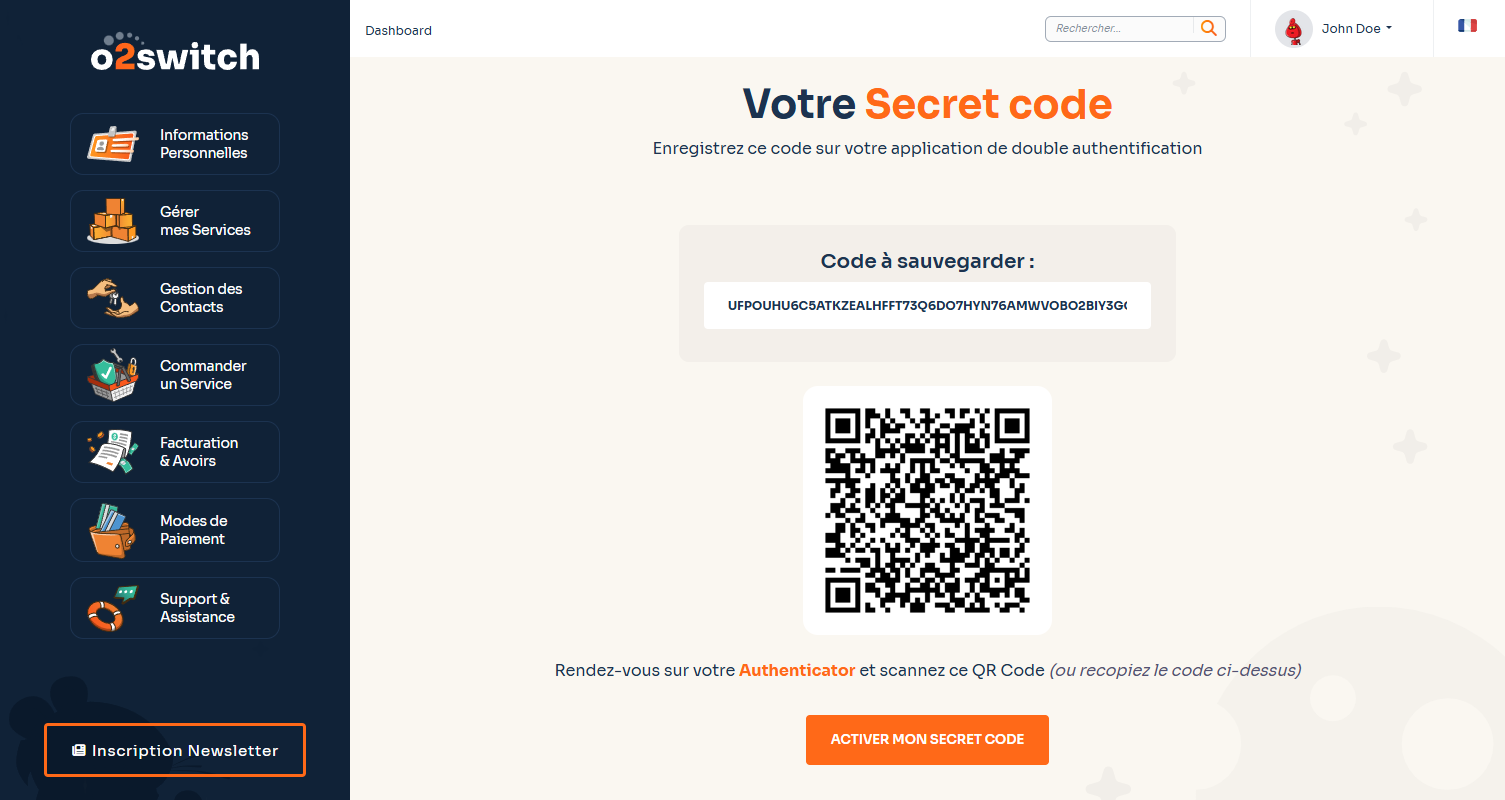 o2switch
Informations
Personnelles
Gérer
mes Services
Gestion des
Contacts
Commander
un Service
Facturation
& Avoirs
Modes de
Paiement
Support &
Assistance
Inscription Newsletter
Dashboard
Rechercher...
John Doe
Votre Secret code
Enregistrez ce code sur votre application de double authentification
Code à sauvegarder :
UFPOUHU6C5ATKZEALHFFT73Q6DO7HYN76AMWVOBO2BIY3G
Rendez-vous sur votre Authenticator et scannez ce QR Code (ou recopiez le code ci-dessus)
ACTIVER MON SECRET CODE